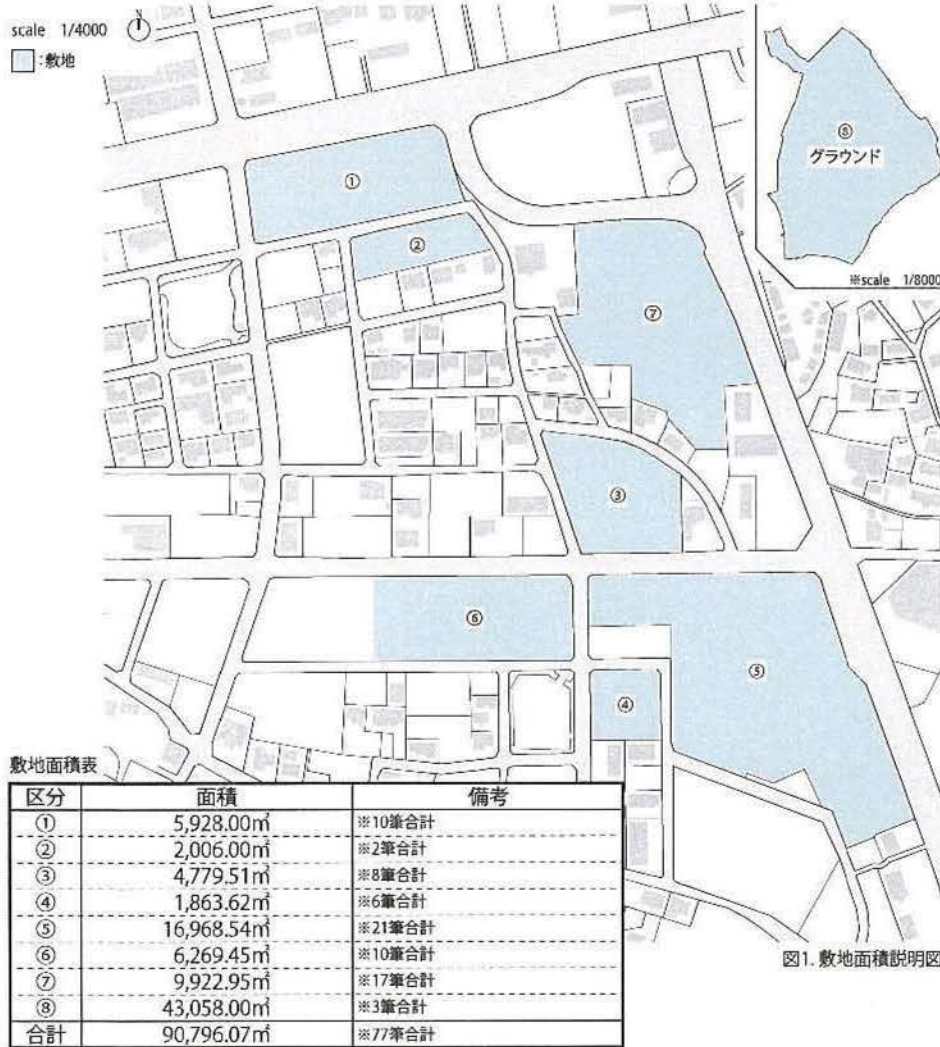 scale 1/4000
:敷地
①
②
③
④
⑤
⑥
⑦
⑧
グラウンド
※scale 1/8000
敷地面積表
区分 面積 備考
① 5,928.00㎡ ※10筆合計
② 2,006.00㎡ ※2筆合計
③ 4,779.51㎡ ※8筆合計
④ 1,863.62㎡ ※6筆合計
⑤ 16,968.54㎡ ※21筆合計
⑥ 6,269.45㎡ ※10筆合計
⑦ 9,922.95㎡ ※17筆合計
⑧ 43,058.00㎡ ※3筆合計
合計 90,796.07㎡ ※77筆合計
図1. 敷地面積説明図